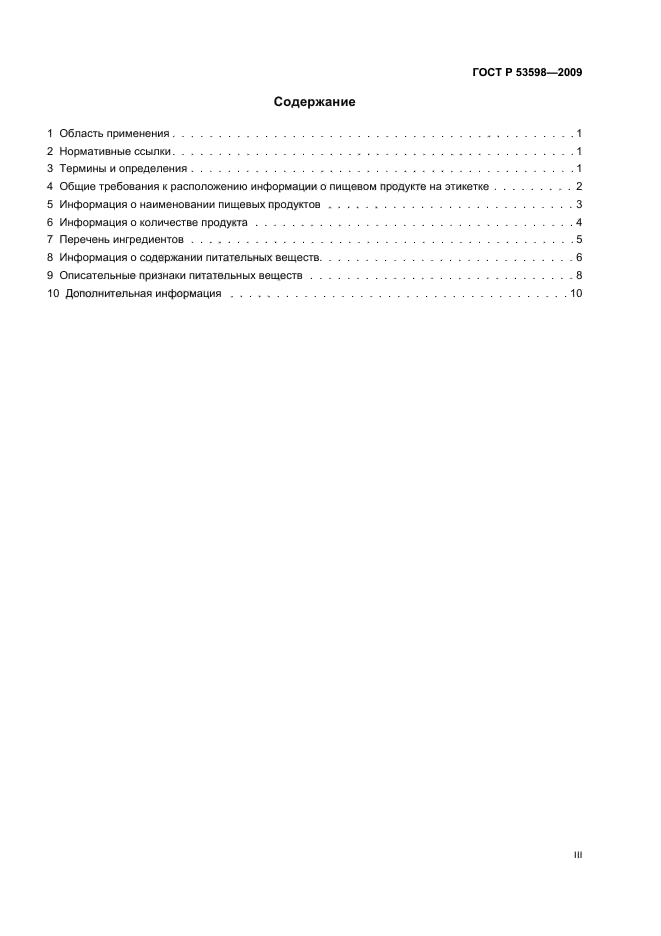 ГОСТ Р 53598—2009
Содержание
1 Область применения . . . . . . . . . . . . . . . . . . . . . . . . . . . . . . . . . . . . . . . . . . . . 1
2 Нормативные ссылки . . . . . . . . . . . . . . . . . . . . . . . . . . . . . . . . . . . . . . . . . . . . 1
3 Термины и определения . . . . . . . . . . . . . . . . . . . . . . . . . . . . . . . . . . . . . . . . . . 1
4 Общие требования к расположению информации о пищевом продукте на этикетке . . . . . . . . . 2
5 Информация о наименовании пищевых продуктов . . . . . . . . . . . . . . . . . . . . . . . . . . . 3
6 Информация о количестве продукта . . . . . . . . . . . . . . . . . . . . . . . . . . . . . . . . . . . 4
7 Перечень ингредиентов . . . . . . . . . . . . . . . . . . . . . . . . . . . . . . . . . . . . . . . . . . 5
8 Информация о содержании питательных веществ. . . . . . . . . . . . . . . . . . . . . . . . . . . . 6
9 Описательные признаки питательных веществ . . . . . . . . . . . . . . . . . . . . . . . . . . . . . 8
10 Дополнительная информация . . . . . . . . . . . . . . . . . . . . . . . . . . . . . . . . . . . . . 10
III